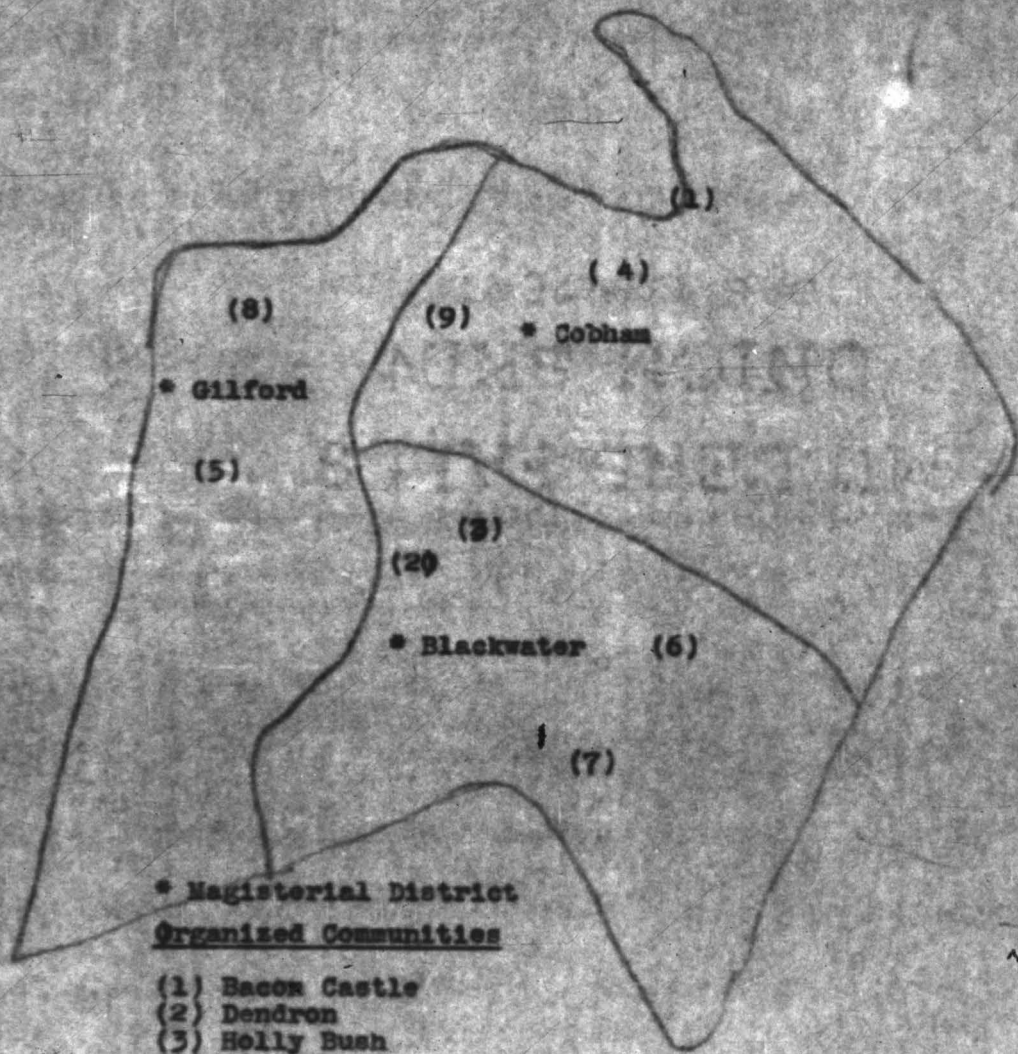 (1)
( 4)
(8)
(9)
* Cobham
* Gilford
(5)
(3)
(2)
* Blackwater (6)
(7)
* Magisterial District
Organized Communities
(1) Bacon Castle
(2) Dendron
(3) Holly Bush